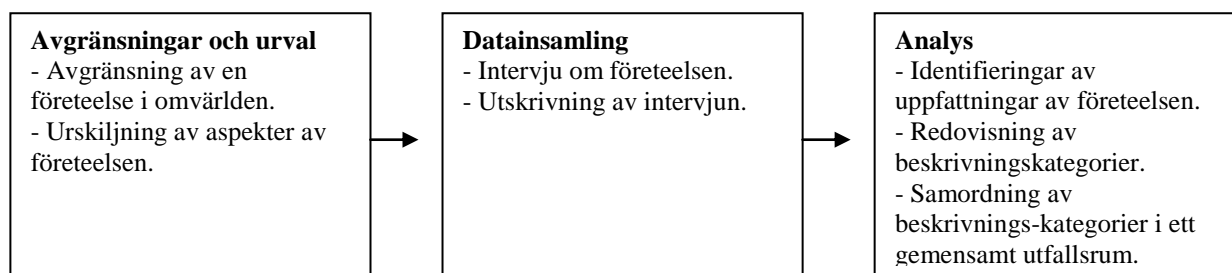 Avgränsningar och urval
- Avgränsning av en
företeelse i omvärlden.
- Urskiljning av aspekter av
företeelsen.
Datainsamling
- Intervju om företeelsen.
- Utskrivning av intervjun.
Analys
- Identifieringar av
uppfattningar av företeelsen.
- Redovisning av
beskrivningskategorier.
- Samordning av
beskrivnings-kategorier i ett
gemensamt utfallsrum.